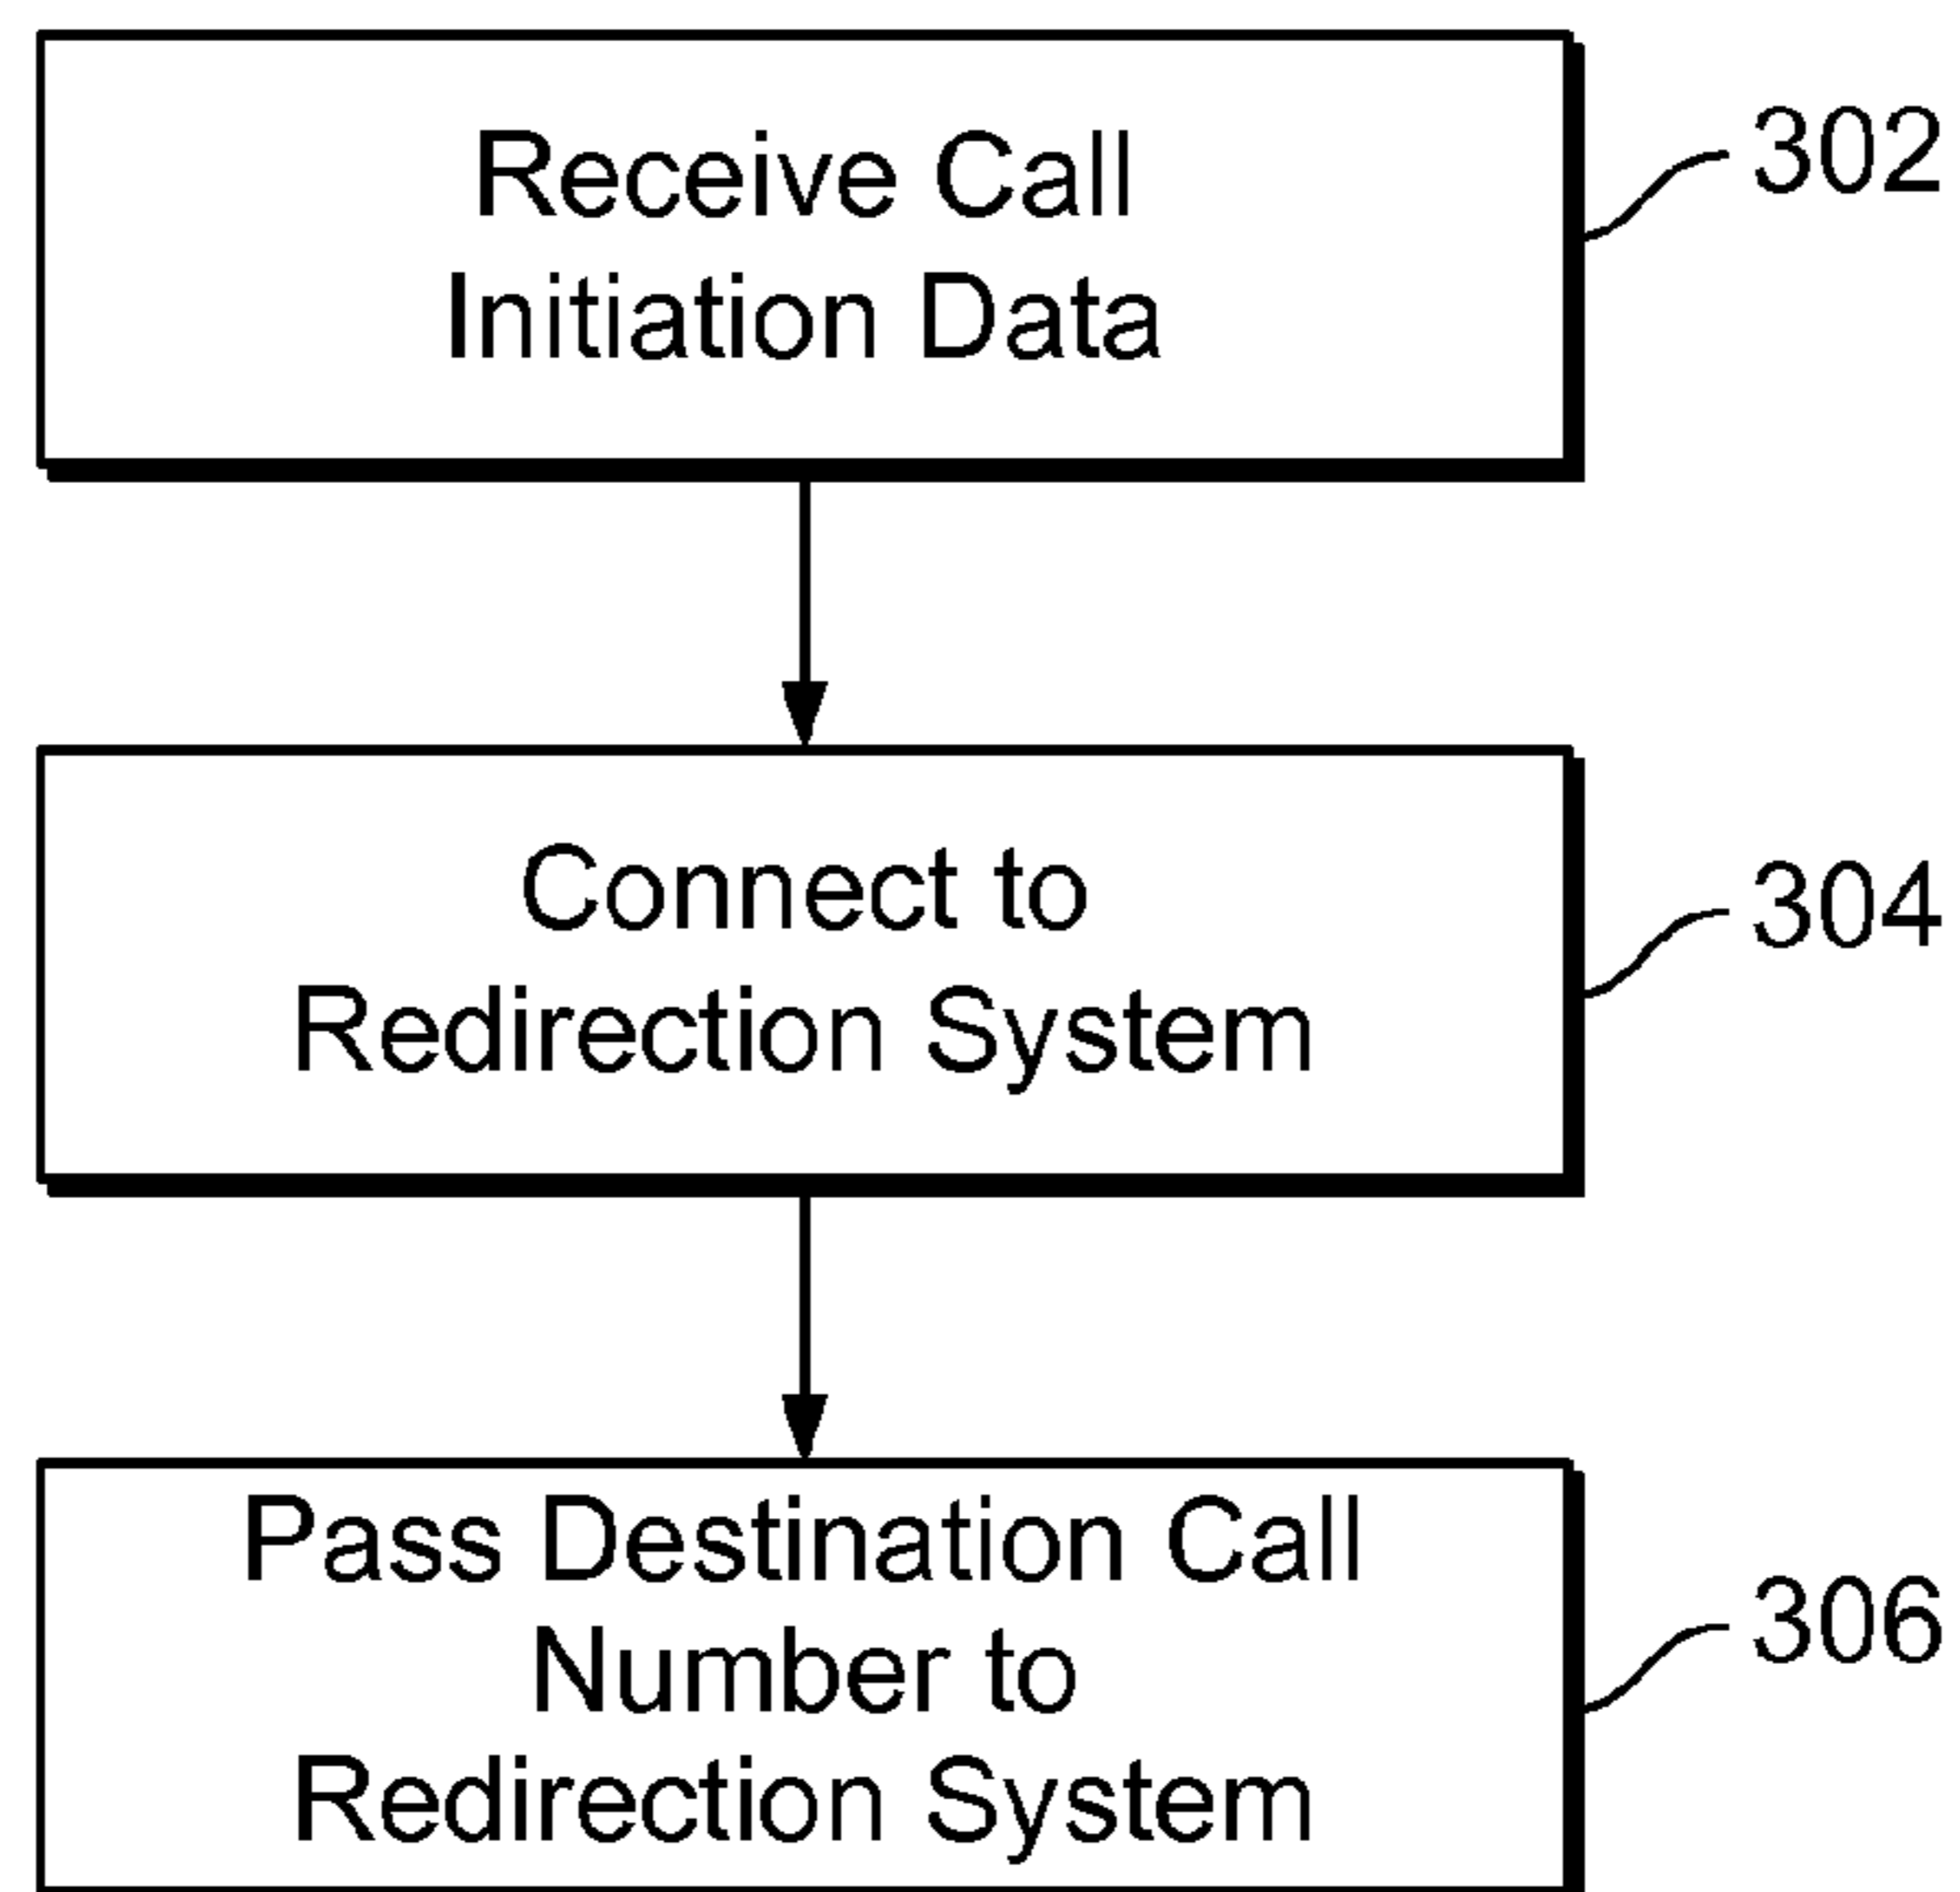 Receive Call
Initiation Data
302
Connect to
Redirection System
304
Pass Destination Call
Number to
Redirection System
306